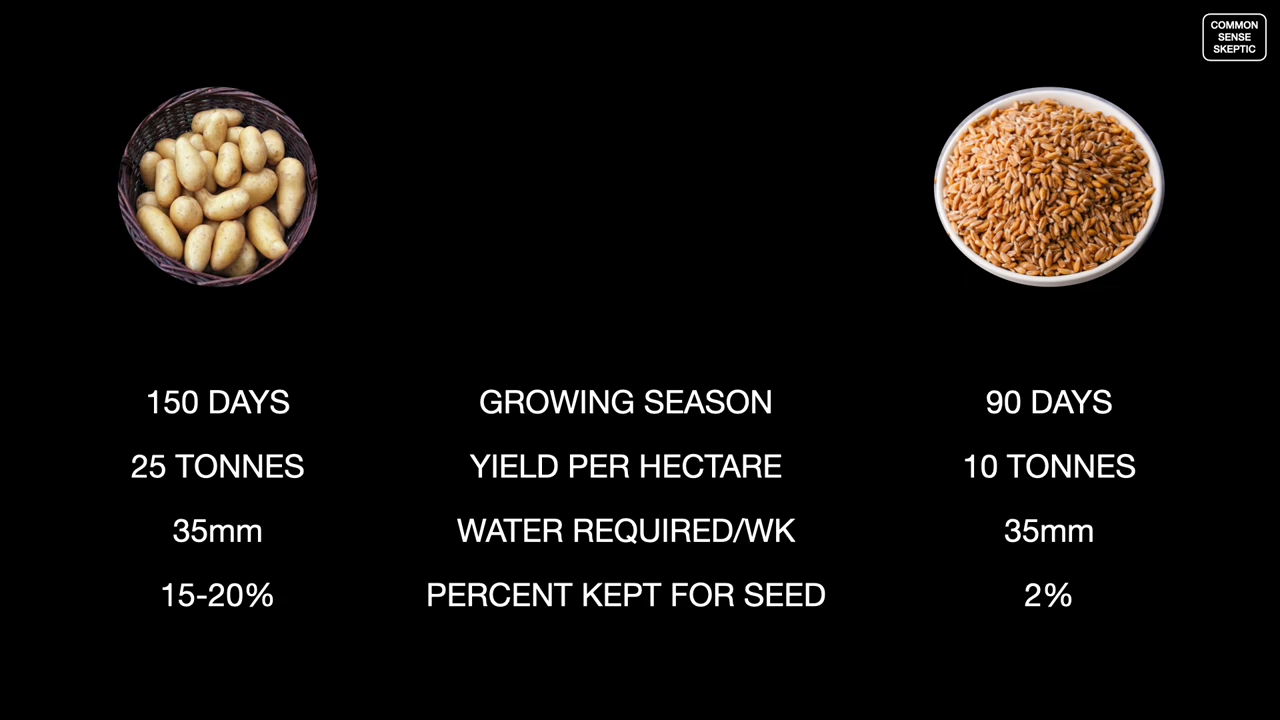 COMMON
SENSE
SKEPTIC
150 DAYS GROWING SEASON 90 DAYS
25 TONNES YIELD PER HECTARE 10 TONNES
35mm WATER REQUIRED/WK 35mm
15-20% PERCENT KEPT FOR SEED 2%